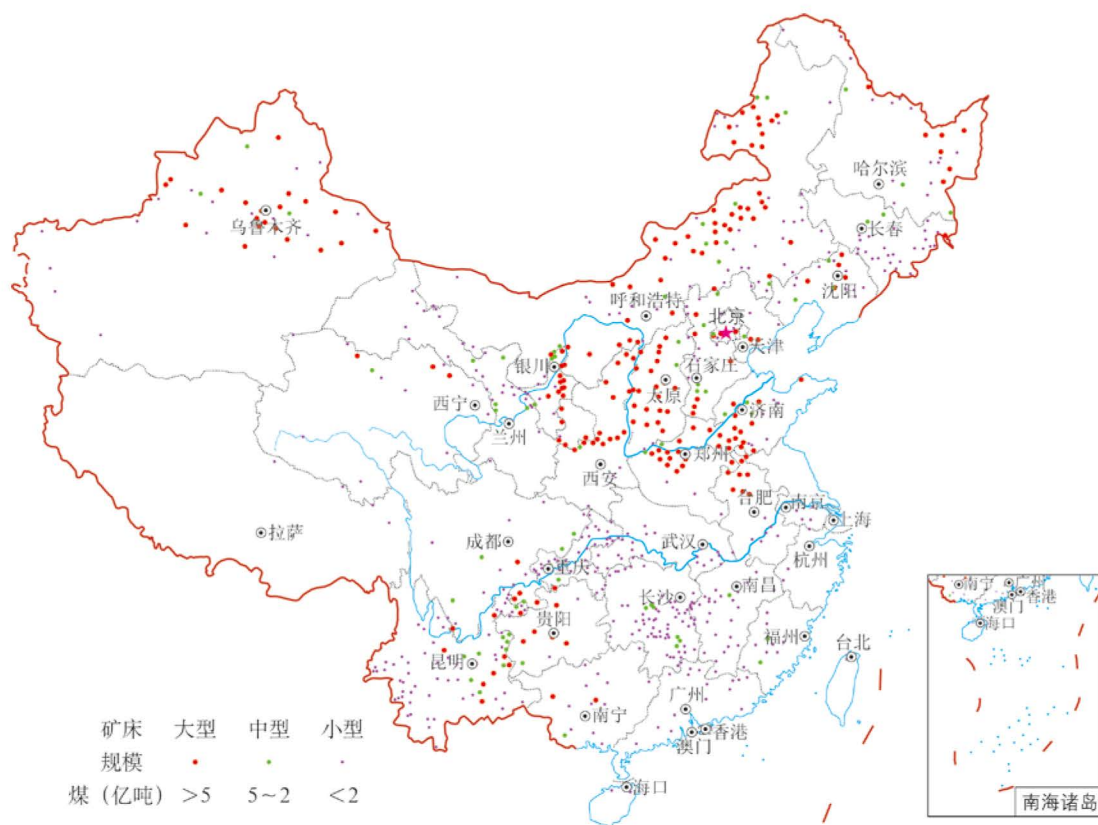 哈尔滨
乌鲁木齐
长春
沈阳
呼和浩特
北京
天津
银川
石家庄
太原
西宁
济南
兰州
郑州
西安
合肥
南京
上海
拉萨
成都
武汉
杭州
重庆
南昌
长沙
贵阳
福州
台北
昆明
广州
南宁
香港
澳门
海口
矿床 大型 中型 小型
规模
煤（亿吨） >5 5~2 <2
南宁
广州
香港
澳门
海口
南海诸岛